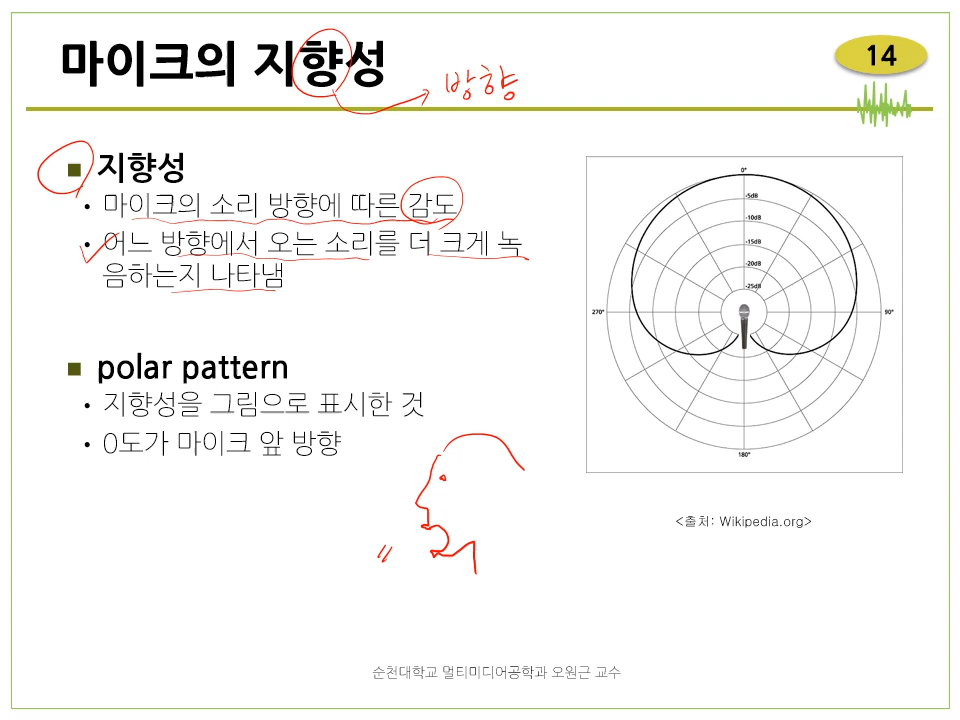 마이크의 지향성
방향
14
■ 지향성
• 마이크의 소리 방향에 따른 감도
• 어느 방향에서 오는 소리를 더 크게 녹
음하는지 나타냄
■ polar pattern
• 지향성을 그림으로 표시한 것
• 0도가 마이크 앞 방향
0°
-5dB
-10dB
-15dB
-20dB
-25dB
270°
90°
180°
<출처: Wikipedia.org>
순천대학교 멀티미디어공학과 오원근 교수